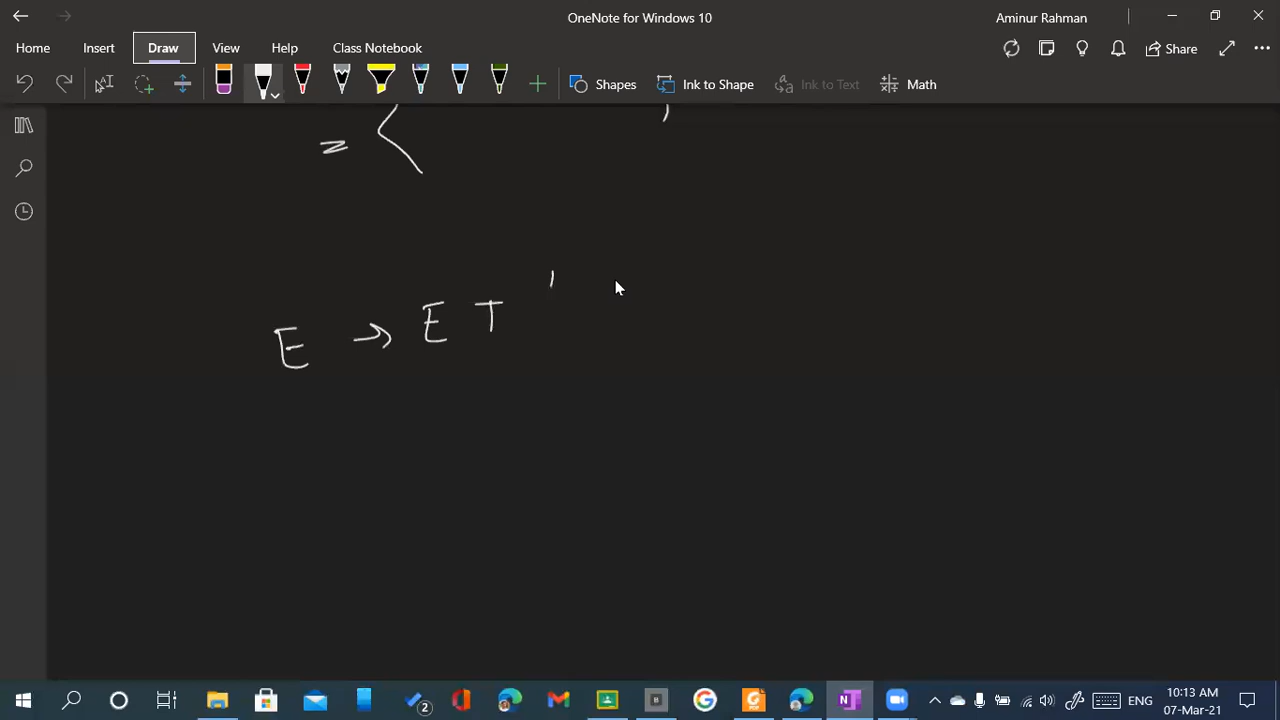 OneNote for Windows 10
Aminur Rahman
Home Insert Draw View Help Class Notebook Share
Shapes Ink to Shape Ink to Text Math
=
E → E T '
2
ENG
10:13 AM
07-Mar-21